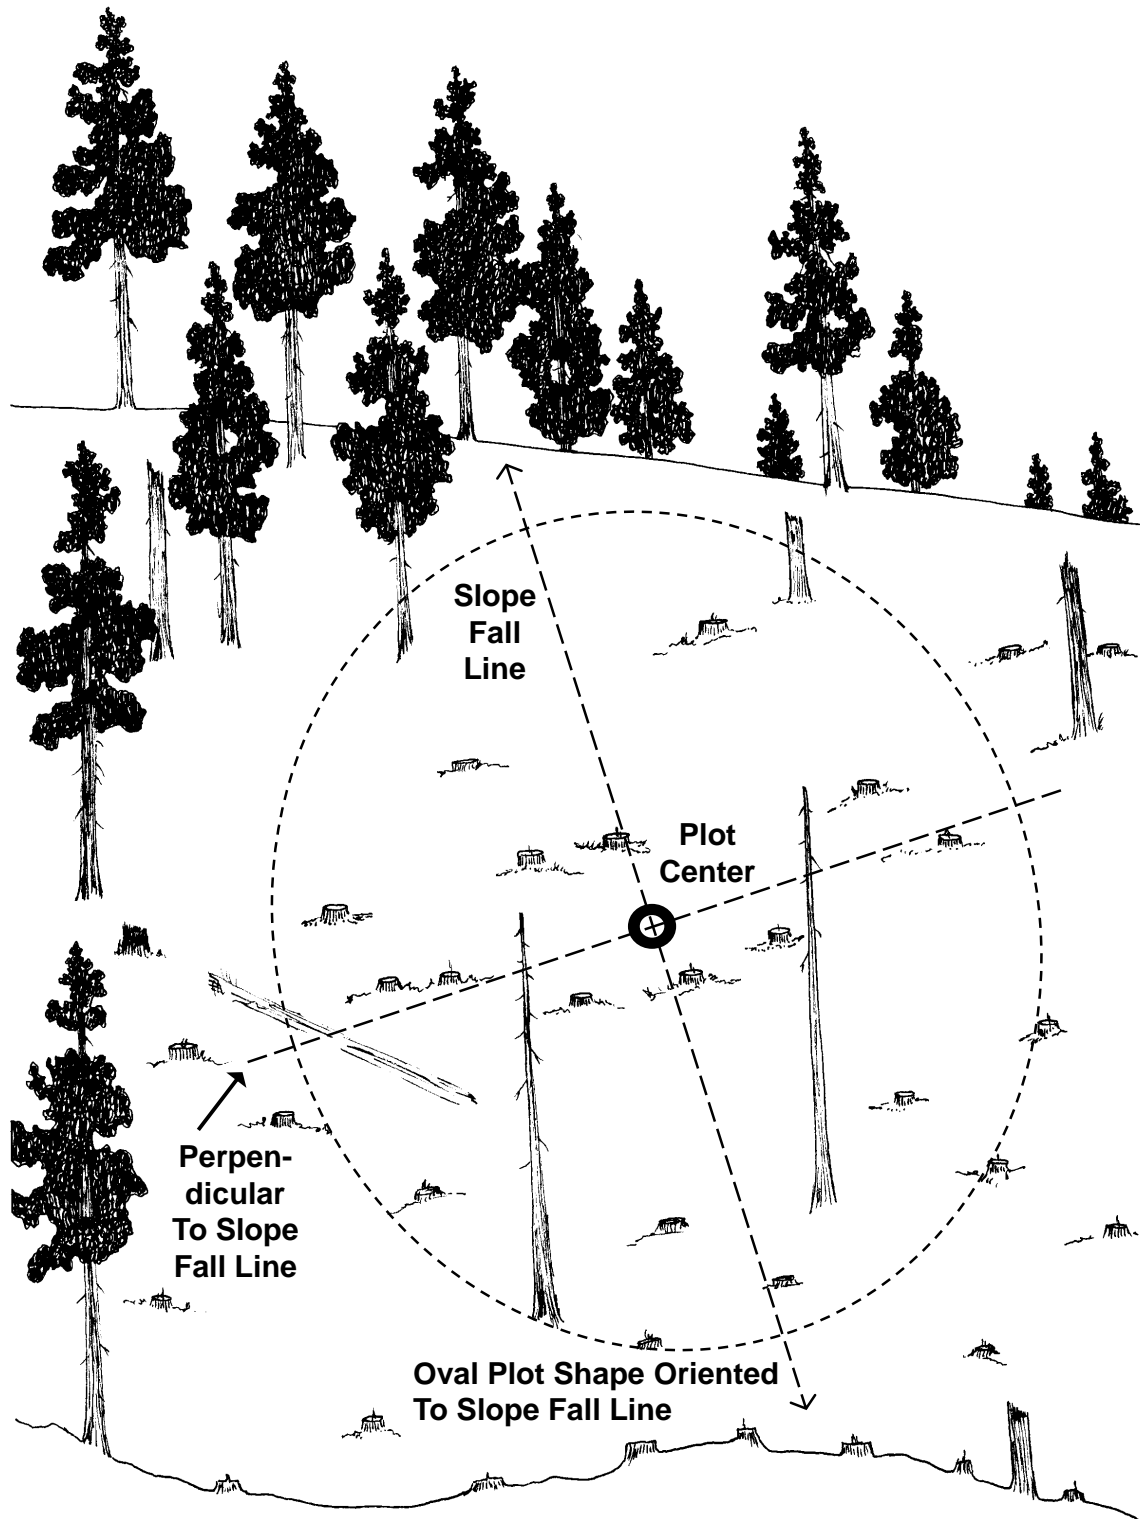 Slope
Fall
Line
Plot
Center
Perpen-
dicular
To Slope
Fall Line
Oval Plot Shape Oriented
To Slope Fall Line